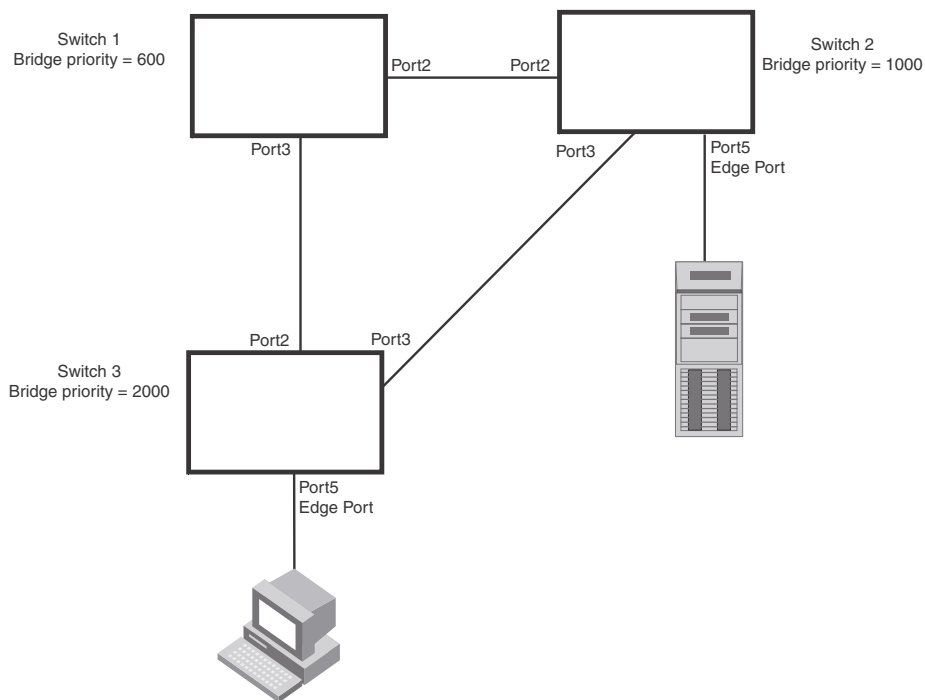 Switch 1
Bridge priority = 600
Switch 2
Bridge priority = 1000
Port2
Port2
Port3
Port3
Port5
Edge Port
Port2
Port3
Switch 3
Bridge priority = 2000
Port5
Edge Port